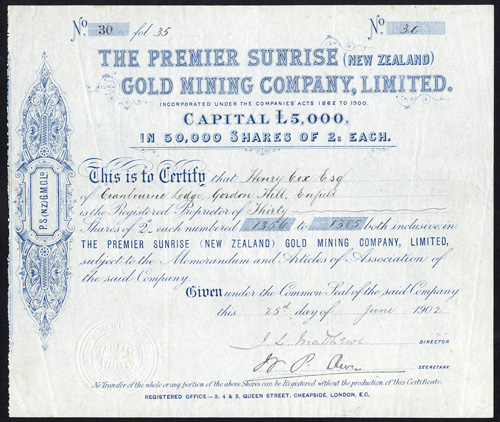 No. 30 fol 35 No. 30
THE PREMIER SUNRISE (NEW ZEALAND)
GOLD MINING COMPANY, LIMITED.
INCORPORATED UNDER THE COMPANIES ACTS 1862 TO 1900.
CAPITAL £5,000,
IN 50,000 SHARES OF 2s EACH.
P.S.(N.Z) G.M.Co Ld
This is to Certify that Henry Cox Esq
of Cranbourne Lodge, Gordon Hill, Enfield
is the Registered Proprietor of Thirty
Shares of 2s each numbered 1356 to 1385 both inclusive in
THE PREMIER SUNRISE (NEW ZEALAND) GOLD MINING COMPANY, LIMITED,
subject to the Memorandum and Articles of Association of
the said Company.
Given under the Common Seal of the said Company
this 25th day of June 1902
J. L. Matthews
DIRECTOR
W. P.
SECRETARY.
No Transfer of the whole or any portion of the above Shares can be Registered without the production of this Certificate.
REGISTERED OFFICE:- 3, 4 & 5, QUEEN STREET, CHEAPSIDE, LONDON, E.C.